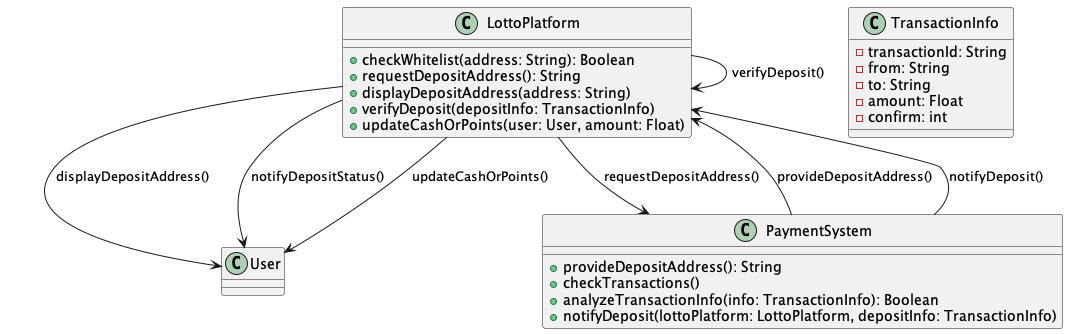 C LottoPlatform
checkWhitelist(address: String): Boolean
requestDepositAddress(): String
displayDepositAddress(address: String)
verifyDeposit(depositInfo: TransactionInfo)
updateCashOrPoints(user: User, amount: Float)
C TransactionInfo
transactionId: String
from: String
to: String
amount: Float
confirm: int
verifyDeposit()
displayDepositAddress()
notifyDepositStatus()
updateCashOrPoints()
requestDepositAddress()
provideDepositAddress()
notifyDeposit()
C User
C PaymentSystem
provideDepositAddress(): String
checkTransactions()
analyzeTransactionInfo(info: TransactionInfo): Boolean
notifyDeposit(lottoPlatform: LottoPlatform, depositInfo: TransactionInfo)